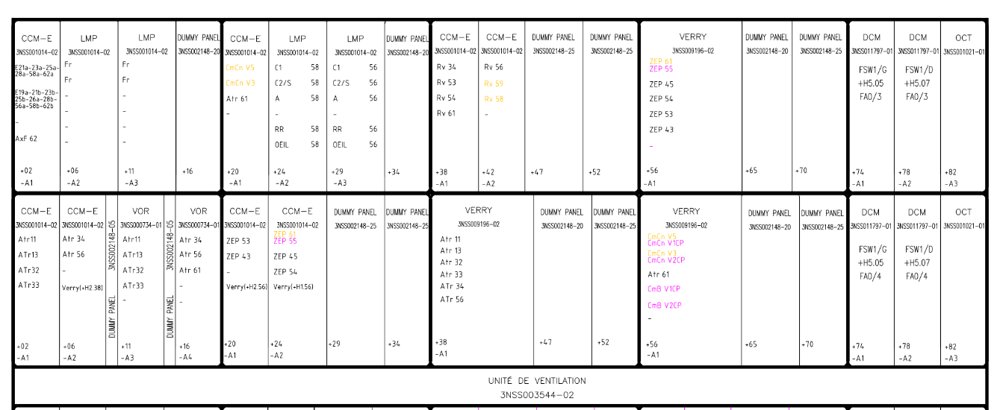 CCM-E
3NSS001014-02
E21a-23a-25a-
28a-58a-62a
E19a-21b-23b-
25b-26a-28b-
56a-58b-62b
-
AxF 62
+02
-A1
LMP
3NSS001014-02
Fr
Fr
-
-
-
-
+06
-A2
LMP
3NSS001014-02
Fr
Fr
-
-
-
-
+11
-A3
DUMMY PANEL
3NSS002148-20
+16
CCM-E
3NSS001014-02
CmCn V5
CmCn V3
Atr 61
-
+20
-A1
LMP
3NSS001014-02
C1 58
C2/S 58
A 58
-
RR 58
OEIL 58
+24
-A2
LMP
3NSS001014-02
C1 56
C2/S 56
A 56
-
RR 56
OEIL 56
+29
-A3
DUMMY PANEL
3NSS002148-20
+34
CCM-E
3NSS001014-02
Rv 34
Rv 53
Rv 54
Rv 61
+38
-A1
CCM-E
3NSS001014-02
Rv 56
Rv 59
Rv 58
-
+42
-A2
DUMMY PANEL
3NSS002148-25
+47
DUMMY PANEL
3NSS002148-25
+52
VERRY
3NSS009196-02
ZEP 61
ZEP 55
ZEP 45
ZEP 54
ZEP 53
ZEP 43
-
+56
-A1
DUMMY PANEL
3NSS002148-20
+65
DUMMY PANEL
3NSS002148-25
+70
DCM
3NSS011797-01
FSW1/G
+H5.05
FA0/3
+74
-A1
DCM
3NSS011797-01
FSW1/D
+H5.07
FA0/3
+78
-A2
OCT
3NSS001021-01
+82
-A3
CCM-E
3NSS001014-02
Atr11
ATr13
ATr32
ATr33
+02
-A1
CCM-E
3NSS001014-02
Atr 34
Atr 56
-
Verry(+H2.38)
+06
-A2
DUMMY PANEL 3NSS002148-05
VOR
3NSS000734-01
Atr11
ATr13
ATr32
ATr33
-
+11
-A3
DUMMY PANEL 3NSS002148-05
VOR
3NSS000734-01
Atr 34
Atr 56
Atr 61
-
-
+16
-A4
CCM-E
3NSS001014-02
ZEP 53
ZEP 43
-
Verry(+H2.56)
+20
-A1
CCM-E
3NSS001014-02
ZEP 61
ZEP 55
ZEP 45
ZEP 54
Verry(+H1.56)
+24
-A2
DUMMY PANEL
3NSS002148-25
+29
DUMMY PANEL
3NSS002148-25
+34
VERRY
3NSS009196-02
Atr 11
Atr 13
Atr 32
Atr 33
ATr 34
ATr 56
+38
-A1
DUMMY PANEL
3NSS002148-20
+47
DUMMY PANEL
3NSS002148-25
+52
VERRY
3NSS009196-02
CmCn V5
CmCn V1CP
CmCn V3
CmCn V2CP
Atr 61
CmB V1CP
CmB V2CP
-
+56
-A1
DUMMY PANEL
3NSS002148-20
+65
DUMMY PANEL
3NSS002148-25
+70
DCM
3NSS011797-01
FSW1/G
+H5.05
FA0/4
+74
-A1
DCM
3NSS011797-01
FSW1/D
+H5.07
FA0/4
+78
-A2
OCT
3NSS001021-01
+82
-A3
UNITÉ DE VENTILATION
3NSS003544-02